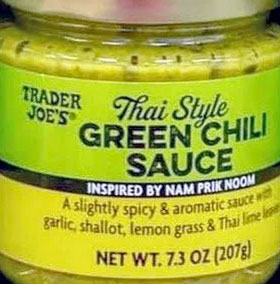 TRADER
JOE'S®
Thai Style
GREEN CHILI
SAUCE
INSPIRED BY NAM PRIK NOOM
A slightly spicy & aromatic sauce with
garlic, shallot, lemon grass & Thai lime
NET WT. 7.3 OZ (207g)